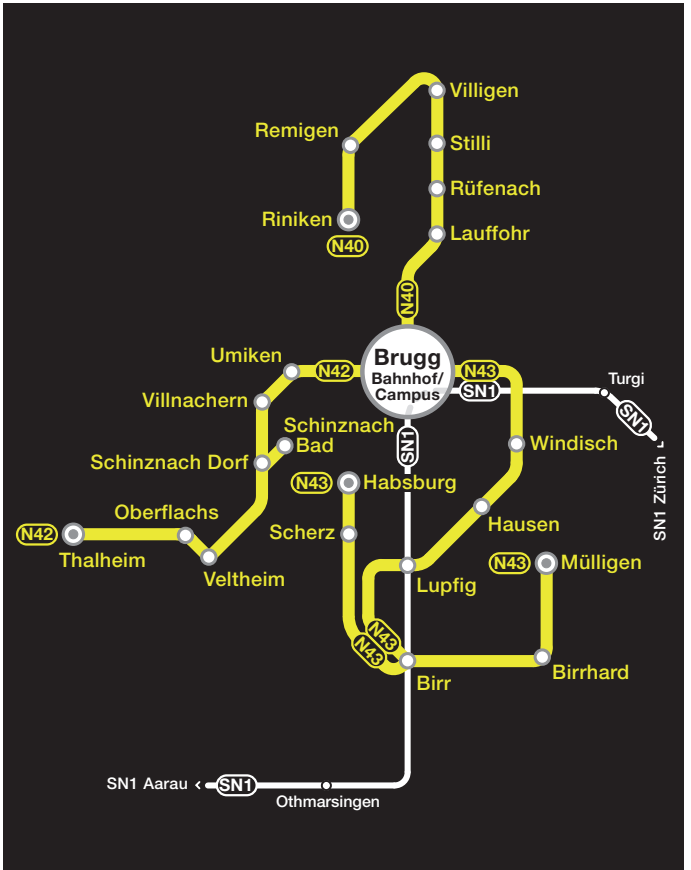 Villigen
Remigen
Stilli
Rüfenach
Riniken
Lauffohr
N40
N40
Umiken
N42
Brugg
Bahnhof/
Campus
N43
SN1
Turgi
SN1
Villnachern
Schinznach
Bad
SN1
Windisch
SN1 Zürich
Schinznach Dorf
N43
Habsburg
Oberflachs
Hausen
N42
Thalheim
Scherz
Veltheim
Lupfig
N43
Mülligen
N43
N43
Birr
Birrhard
SN1 Aarau
SN1
Othmarsingen